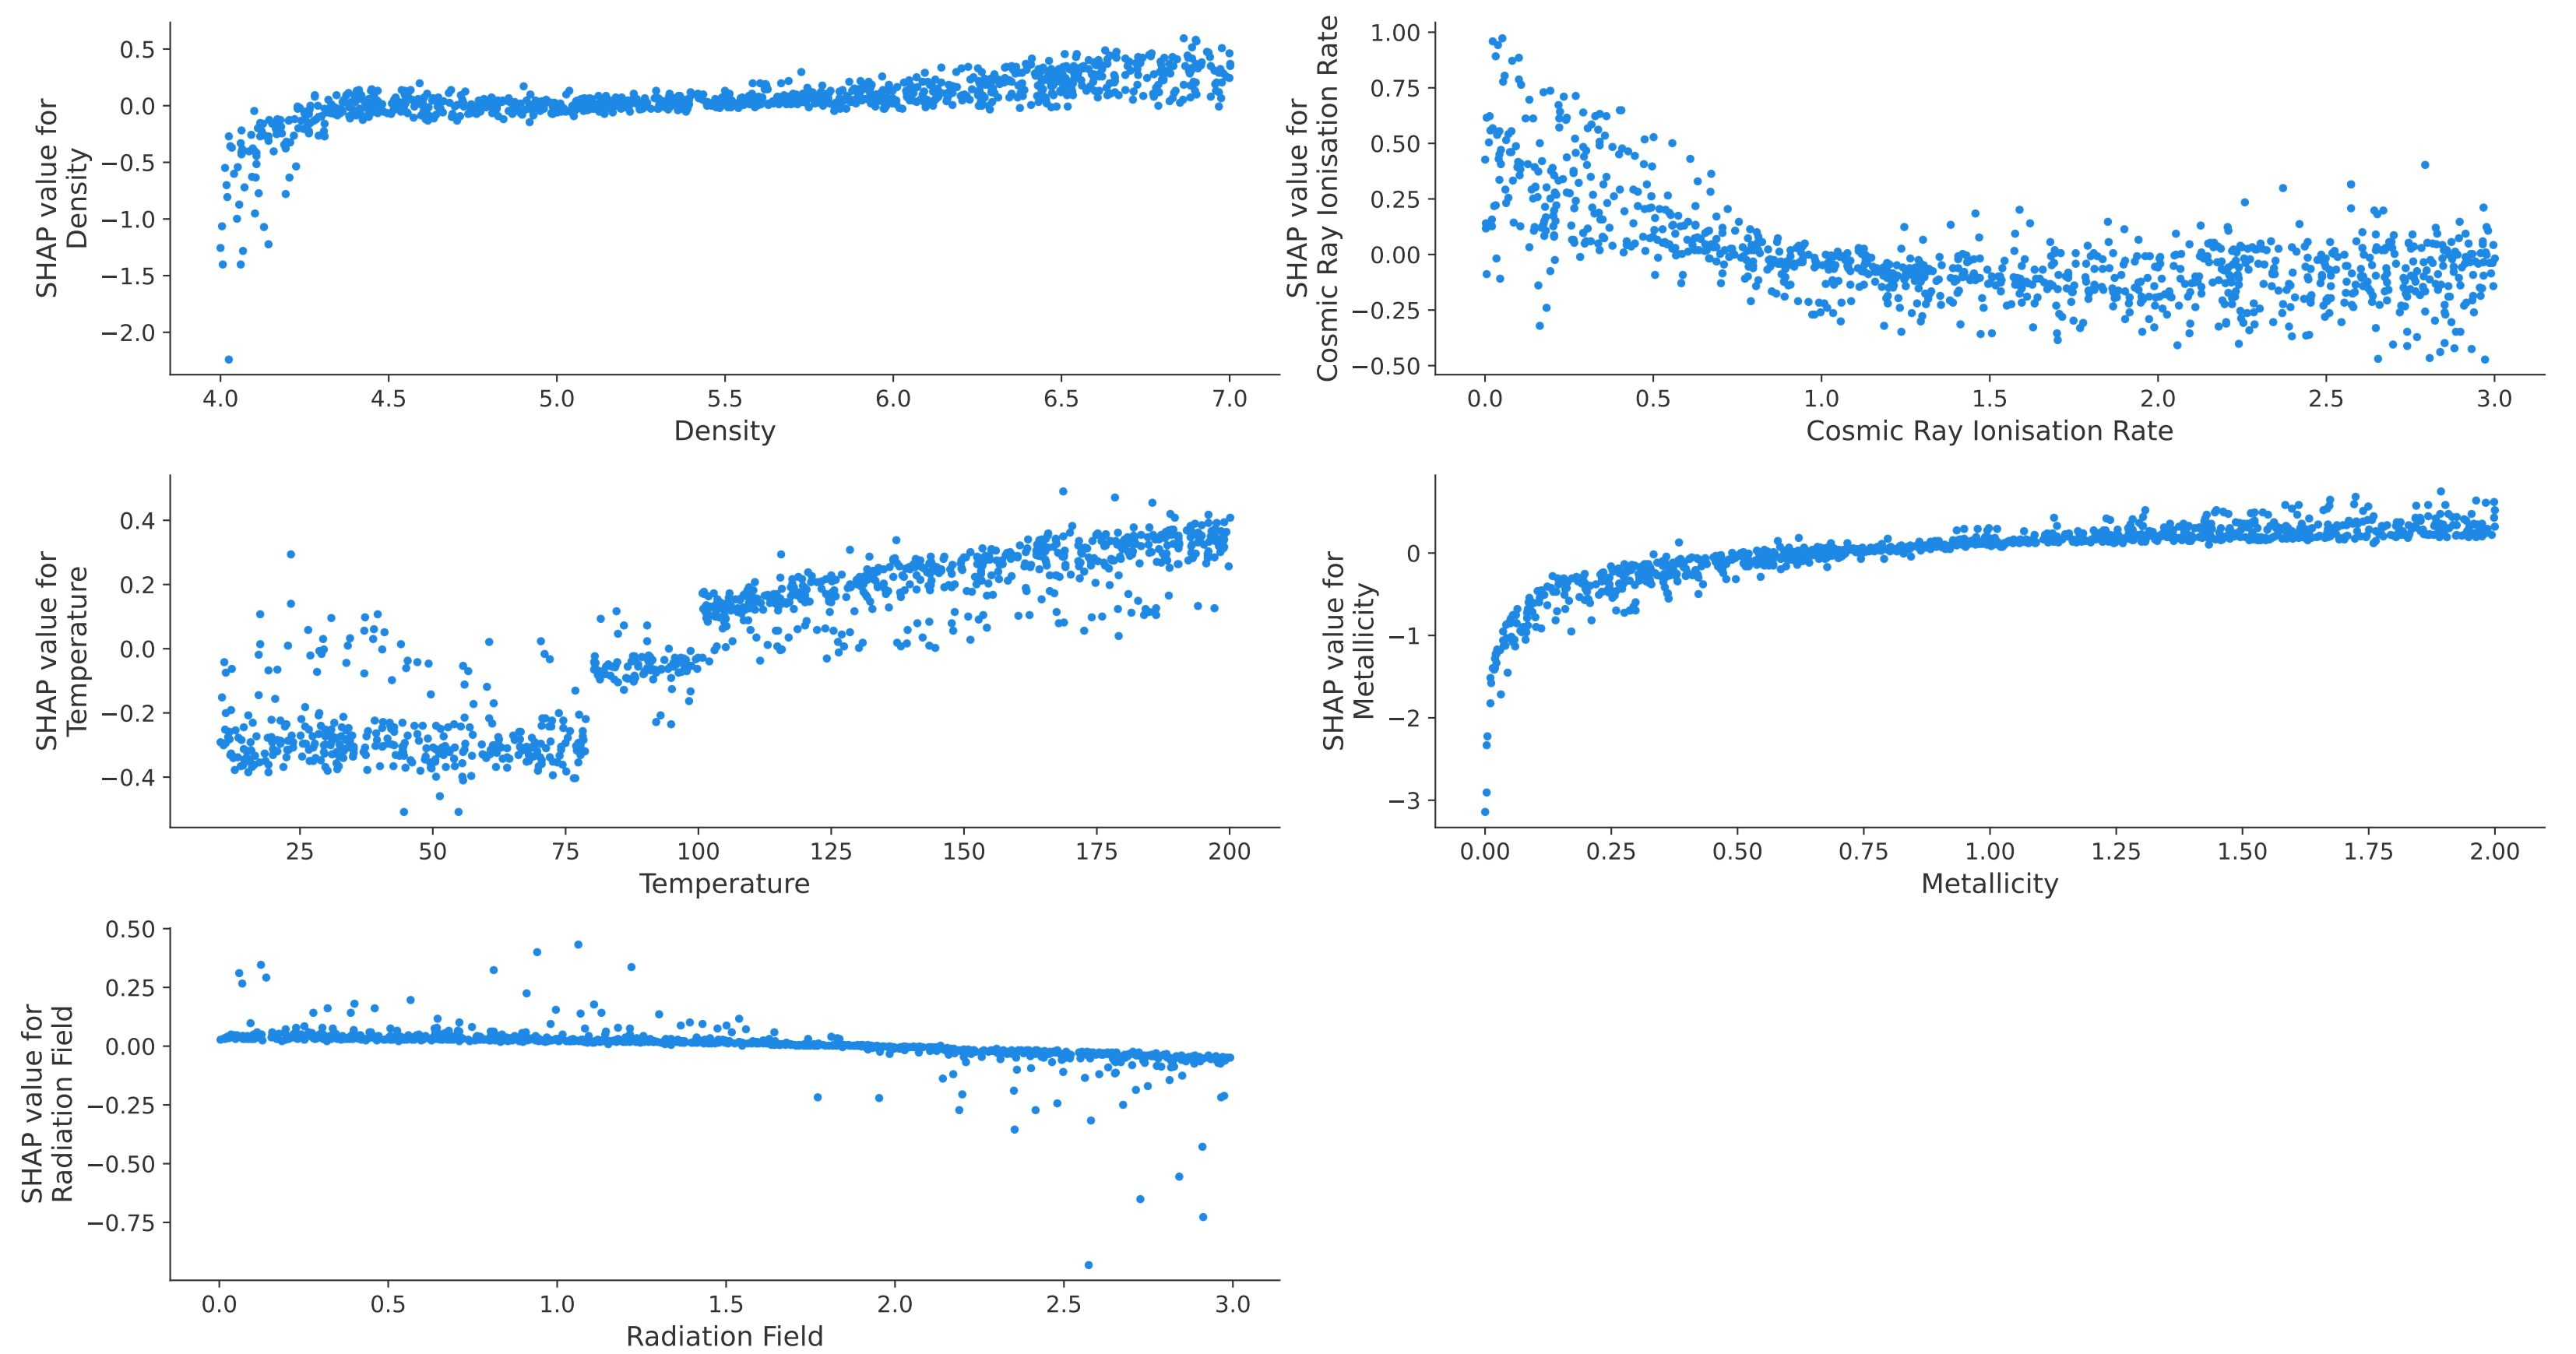 SHAP value for
Density
0.5
0.0
−0.5
−1.0
−1.5
−2.0
4.0 4.5 5.0 5.5 6.0 6.5 7.0
Density
SHAP value for
Cosmic Ray Ionisation Rate
1.00
0.75
0.50
0.25
0.00
−0.25
−0.50
0.0 0.5 1.0 1.5 2.0 2.5 3.0
Cosmic Ray Ionisation Rate
SHAP value for
Temperature
0.4
0.2
0.0
−0.2
−0.4
25 50 75 100 125 150 175 200
Temperature
SHAP value for
Metallicity
0
−1
−2
−3
0.00 0.25 0.50 0.75 1.00 1.25 1.50 1.75 2.00
Metallicity
SHAP value for
Radiation Field
0.50
0.25
0.00
−0.25
−0.50
−0.75
0.0 0.5 1.0 1.5 2.0 2.5 3.0
Radiation Field